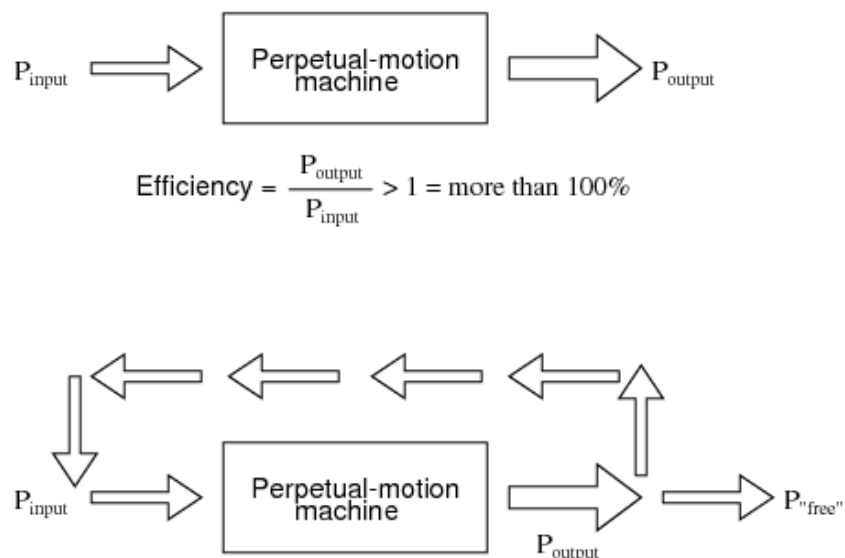 P_input Perpetual-motion machine P_output
Efficiency = P_output / P_input > 1 = more than 100%
P_input Perpetual-motion machine P_output P_"free"